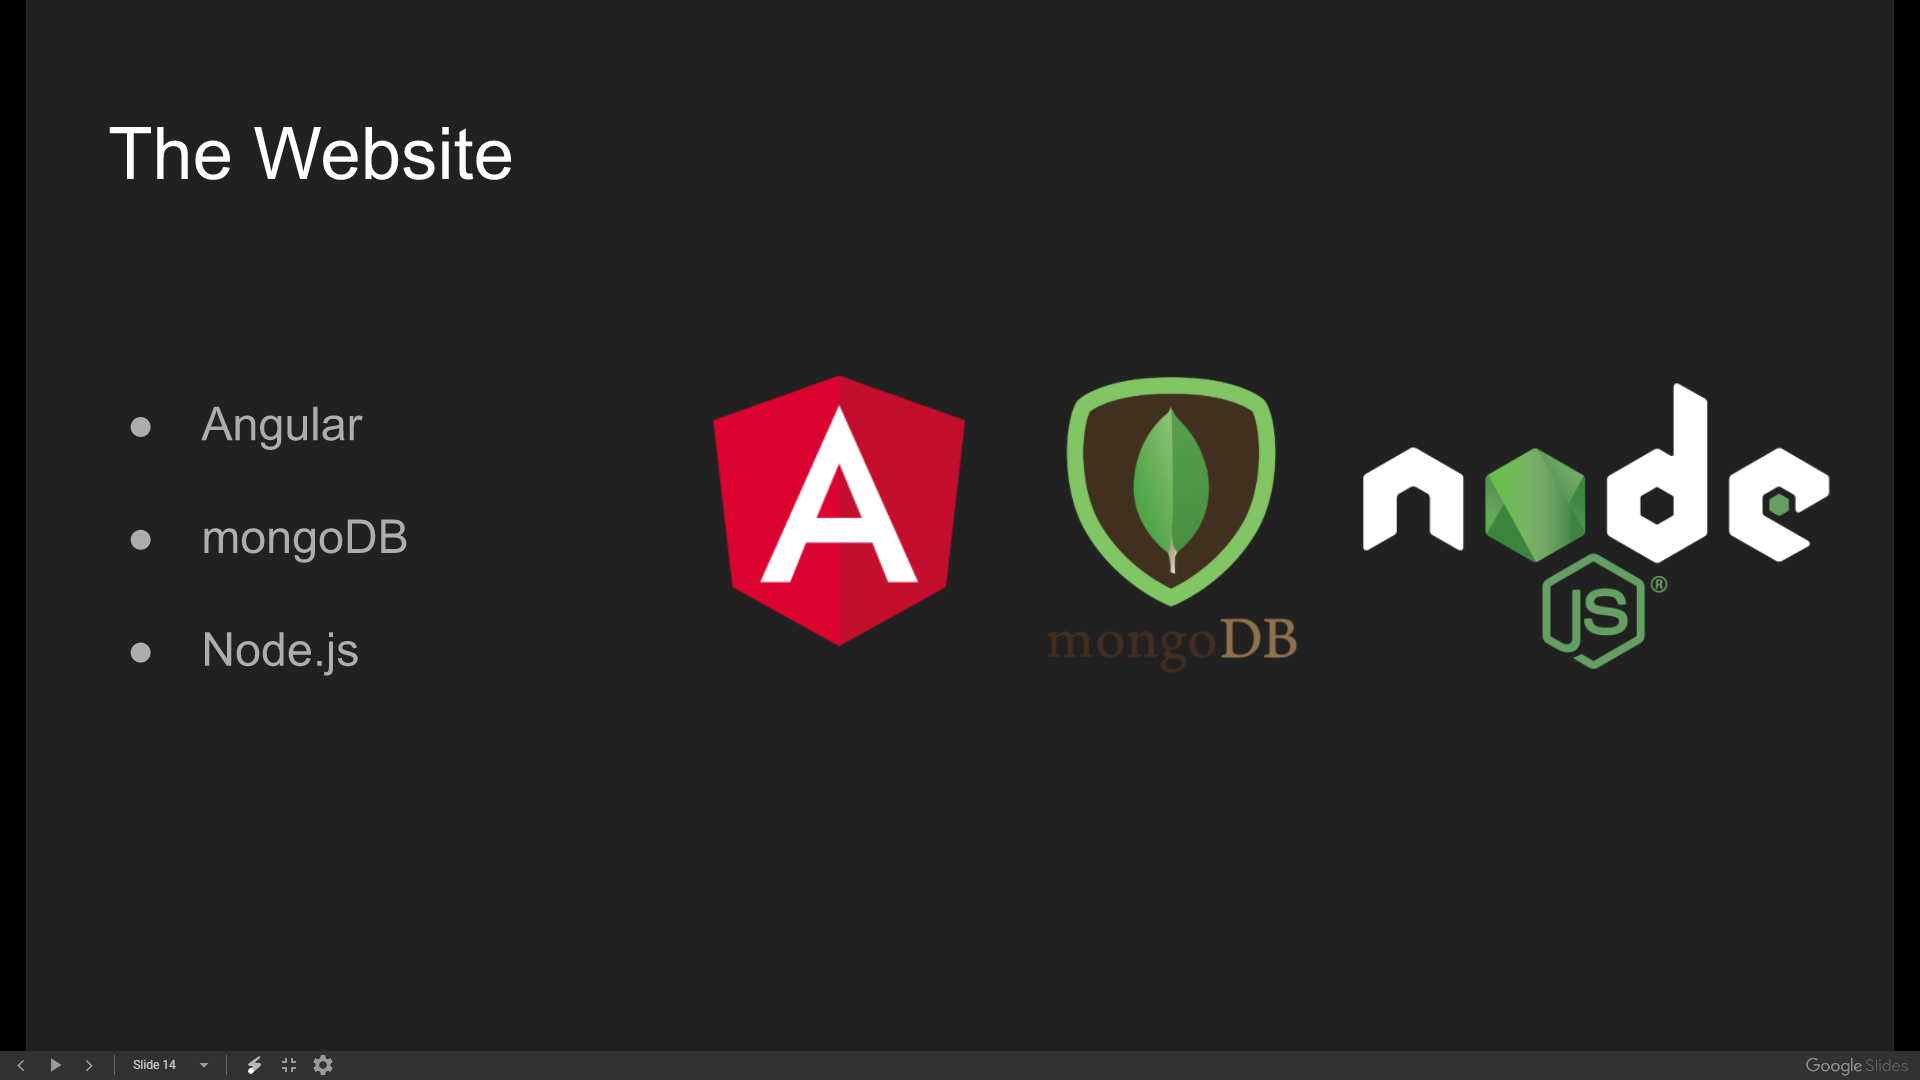 The Website
● Angular
● mongoDB
● Node.js
A
mongoDB
node
JS ®
Slide 14
Google Slides